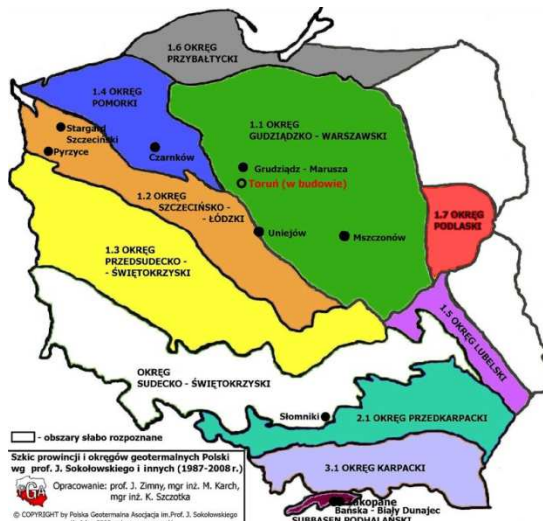 1.6 OKRĘG
PRZYBAŁTYCKI
1.4 OKRĘG
POMORKI
1.1 OKRĘG
GUDZIĄDZKO - WARSZAWSKI
Stargard
Szczeciński
Pyrzyce
Czarnków
Grudziądz - Marusza
Toruń (w budowie)
1.2 OKRĘG
SZCZECIŃSKO -
- ŁÓDZKI
1.7 OKRĘG
PODLASKI
Uniejów
Mszczonów
1.3 OKRĘG
PRZEDSUDECKO -
- ŚWIĘTOKRZYSKI
1.5 OKRĘG LUBELSKI
OKRĘG
SUDECKO - ŚWIĘTOKRZYSKI
Słomniki
2.1 OKRĘG PRZEDKARPACKI
- obszary słabo rozpoznane
3.1 OKRĘG KARPACKI
Szkic prowincji i okręgów geotermalnych Polski
wg prof. J. Sokołowskiego i innych (1987-2008r.)
PGA
Opracowanie: prof. J. Zimny, mgr inż. M. Karch,
mgr inż. K. Szczotka
© COPYRIGHT by Polska Geotermalna Asocjacja im.Prof. J. Sokołowskiego
Zakopane
Bańska - Biały Dunajec
SUBBASEN PODHALAŃSKI